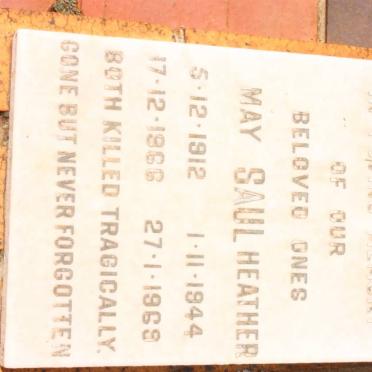 OF OUR
BELOVED ONES
MAY SAUL HEATHER
5·12·1912 1·11·1944
17·12·1968 27·1·1969
BOTH KILLED TRAGICALLY.
GONE BUT NEVER FORGOTTEN